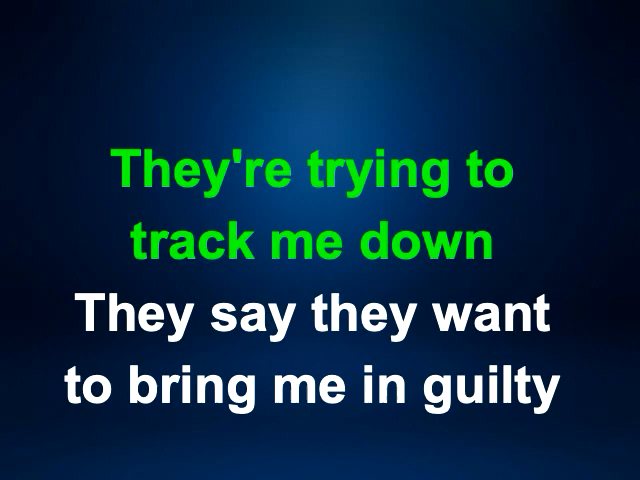 They're trying to
track me down
They say they want
to bring me in guilty